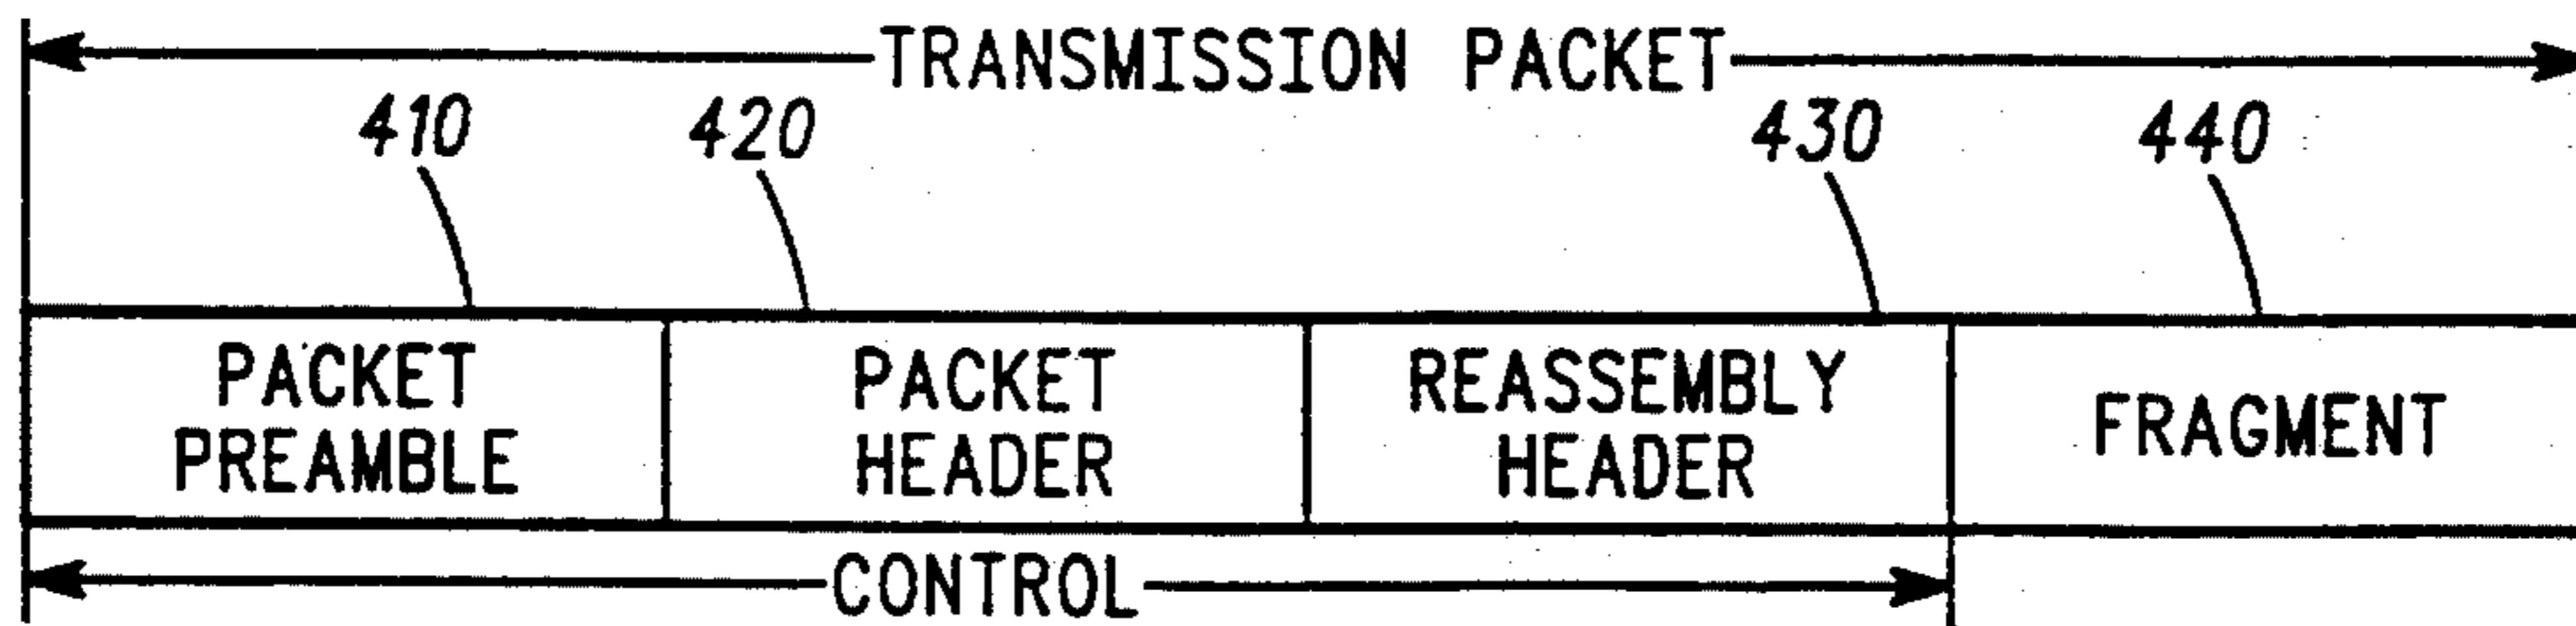 TRANSMISSION PACKET
410 420 430 440
PACKET PREAMBLE
PACKET HEADER
REASSEMBLY HEADER
FRAGMENT
CONTROL